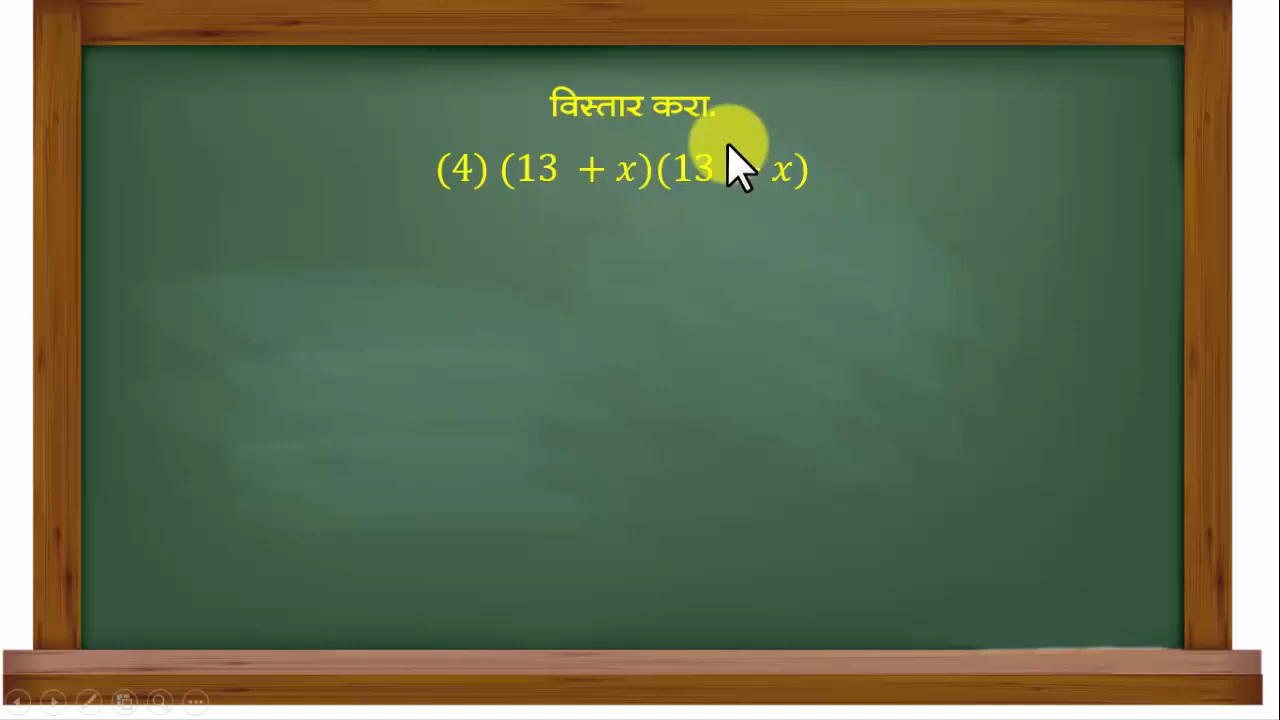 विस्तार करा.
(4) (13 + x)(13 x)